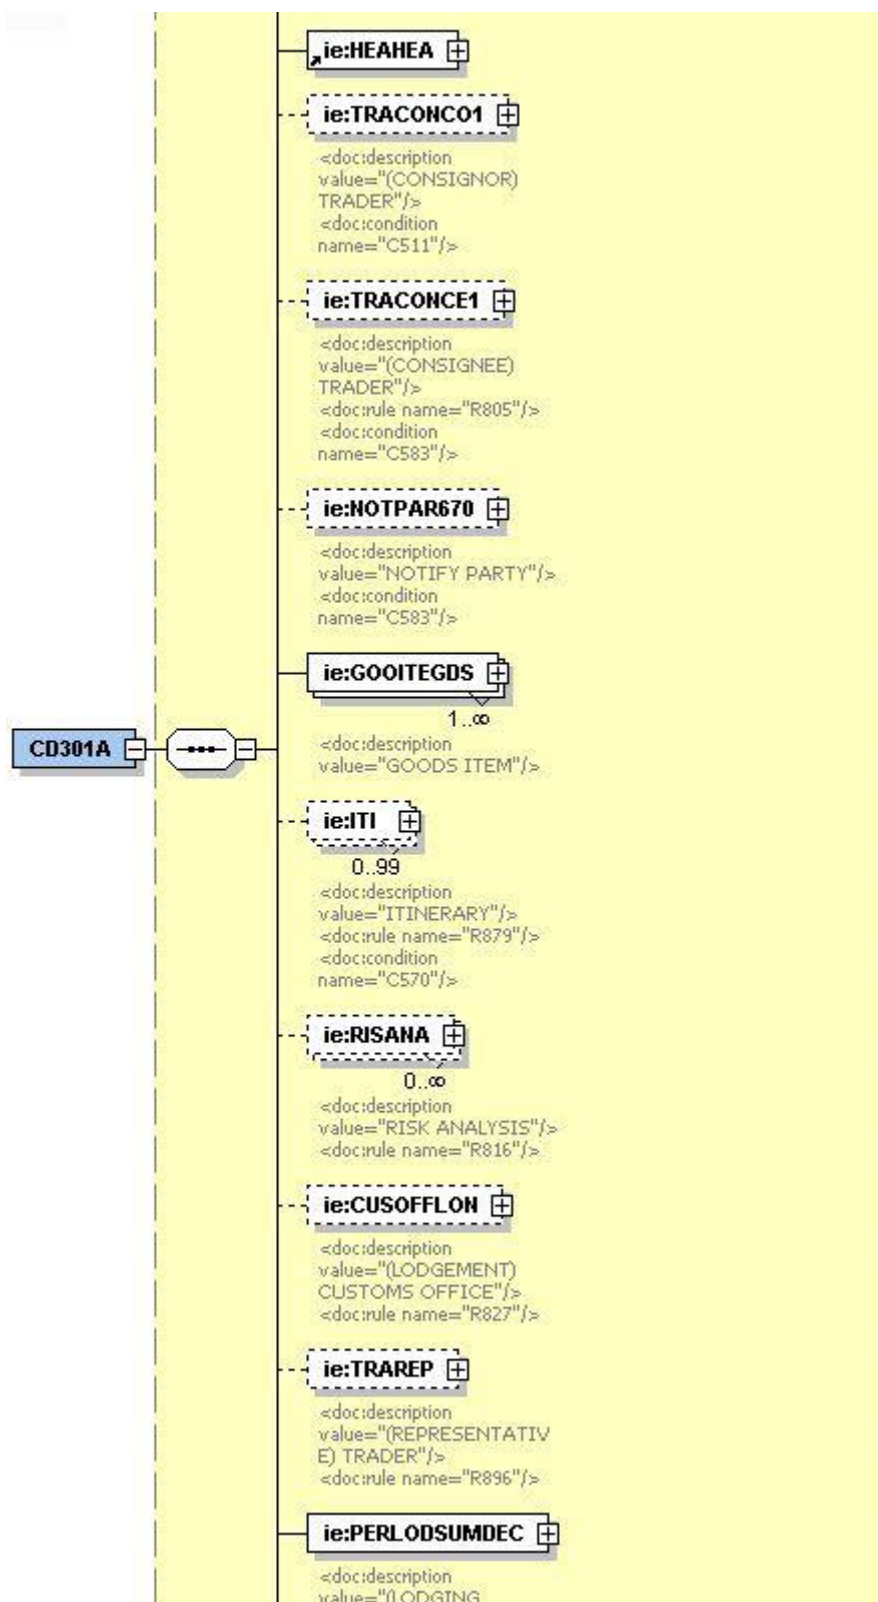 ie:HEAHEA
ie:TRACONCO1
<doc:description
value="(CONSIGNOR)
TRADER"/>
<doc:condition
name="C511"/>
ie:TRACONCE1
<doc:description
value="(CONSIGNEE)
TRADER"/>
<doc:rule name="R805"/>
<doc:condition
name="C583"/>
ie:NOTPAR670
<doc:description
value="NOTIFY PARTY"/>
<doc:condition
name="C583"/>
ie:GOOITEGDS
1..∞
<doc:description
value="GOODS ITEM"/>
CD301A
ie:ITI
0..99
<doc:description
value="ITINERARY"/>
<doc:rule name="R879"/>
<doc:condition
name="C570"/>
ie:RISANA
0..∞
<doc:description
value="RISK ANALYSIS"/>
<doc:rule name="R816"/>
ie:CUSOFFLON
<doc:description
value="(LODGEMENT)
CUSTOMS OFFICE"/>
<doc:rule name="R827"/>
ie:TRAREP
<doc:description
value="(REPRESENTATIV
E) TRADER"/>
<doc:rule name="R896"/>
ie:PERLODSUMDEC
<doc:description
value="(LODGING